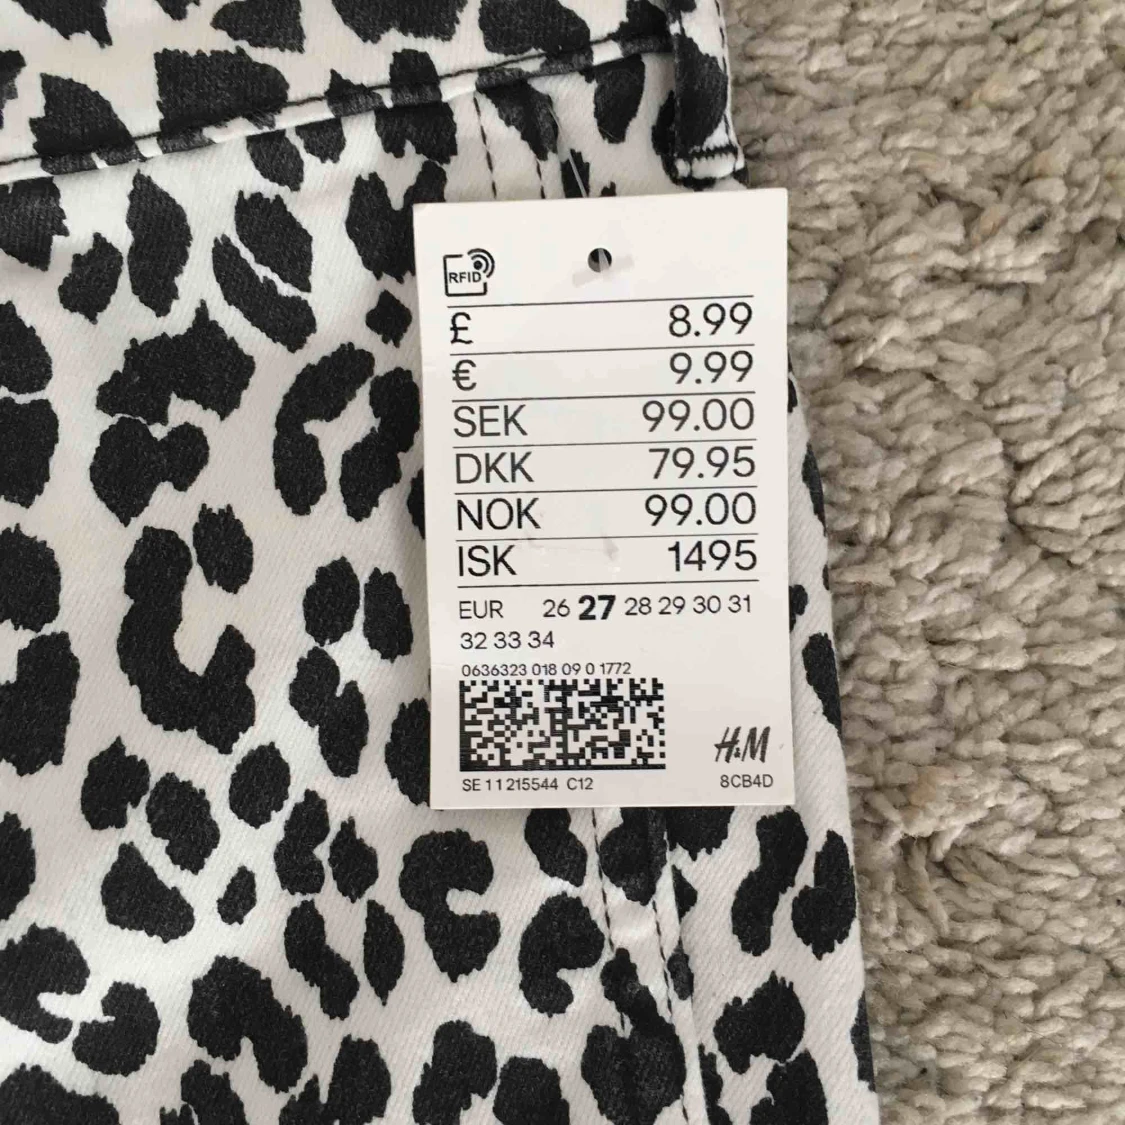 RFID
£ 8.99
€ 9.99
SEK 99.00
DKK 79.95
NOK 99.00
ISK 1495
EUR 26 27 28 29 30 31
32 33 34
0636323 018 09 0 1772
H&M
SE 11 215544 C12 8CB4D